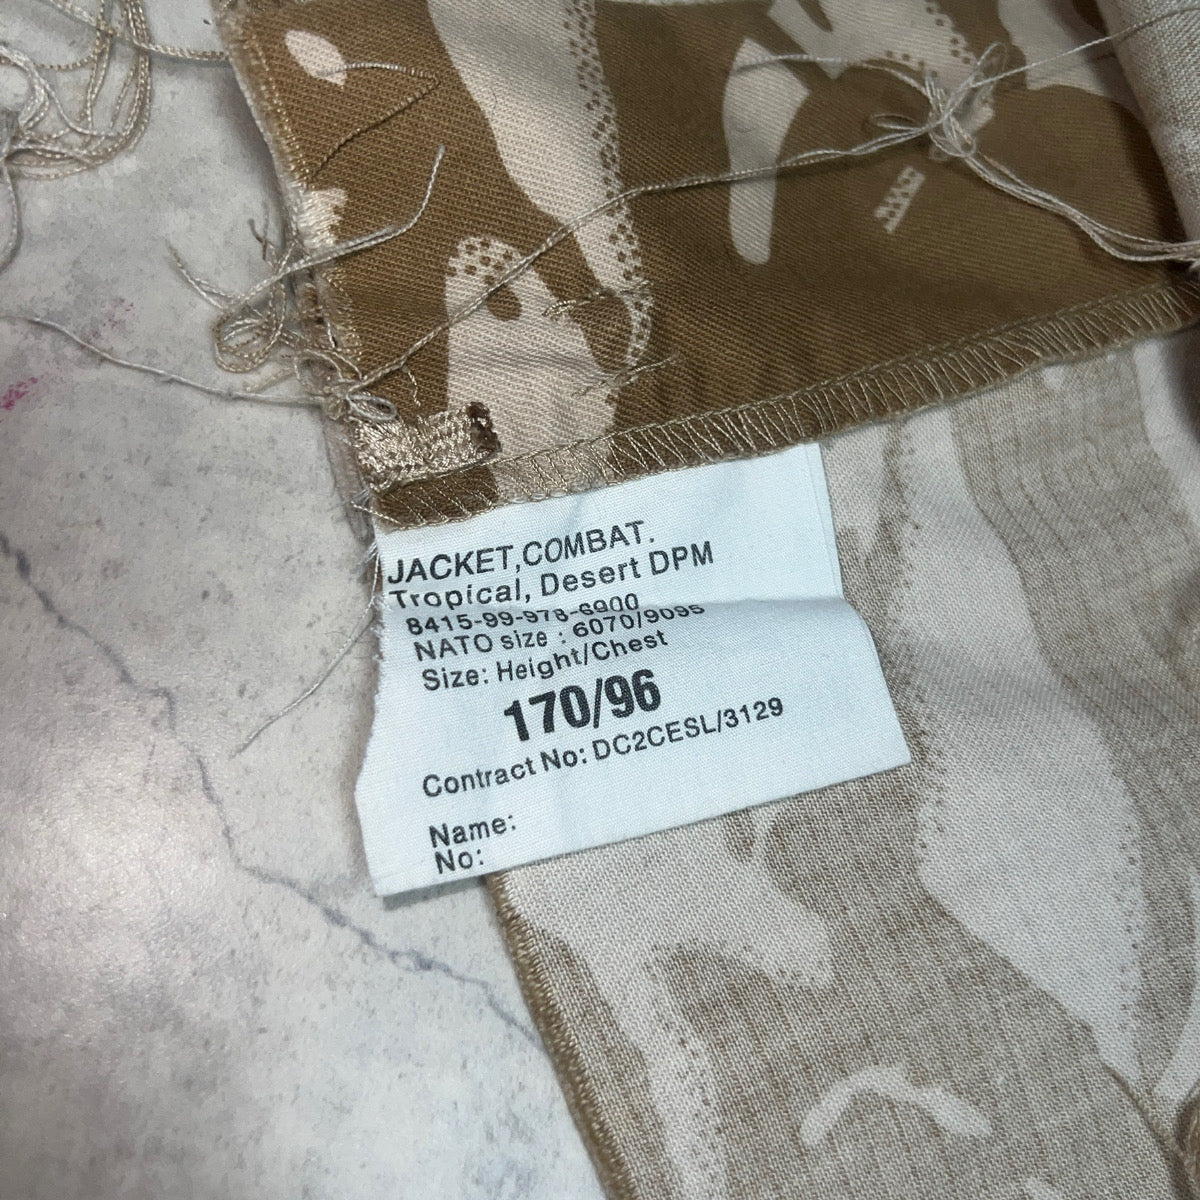 JACKET,COMBAT.
Tropical, Desert DPM
8415-99-978-6900
NATO size : 6070/9095
Size: Height/Chest
170/96
Contract No: DC2CESL/3129
Name:
No: